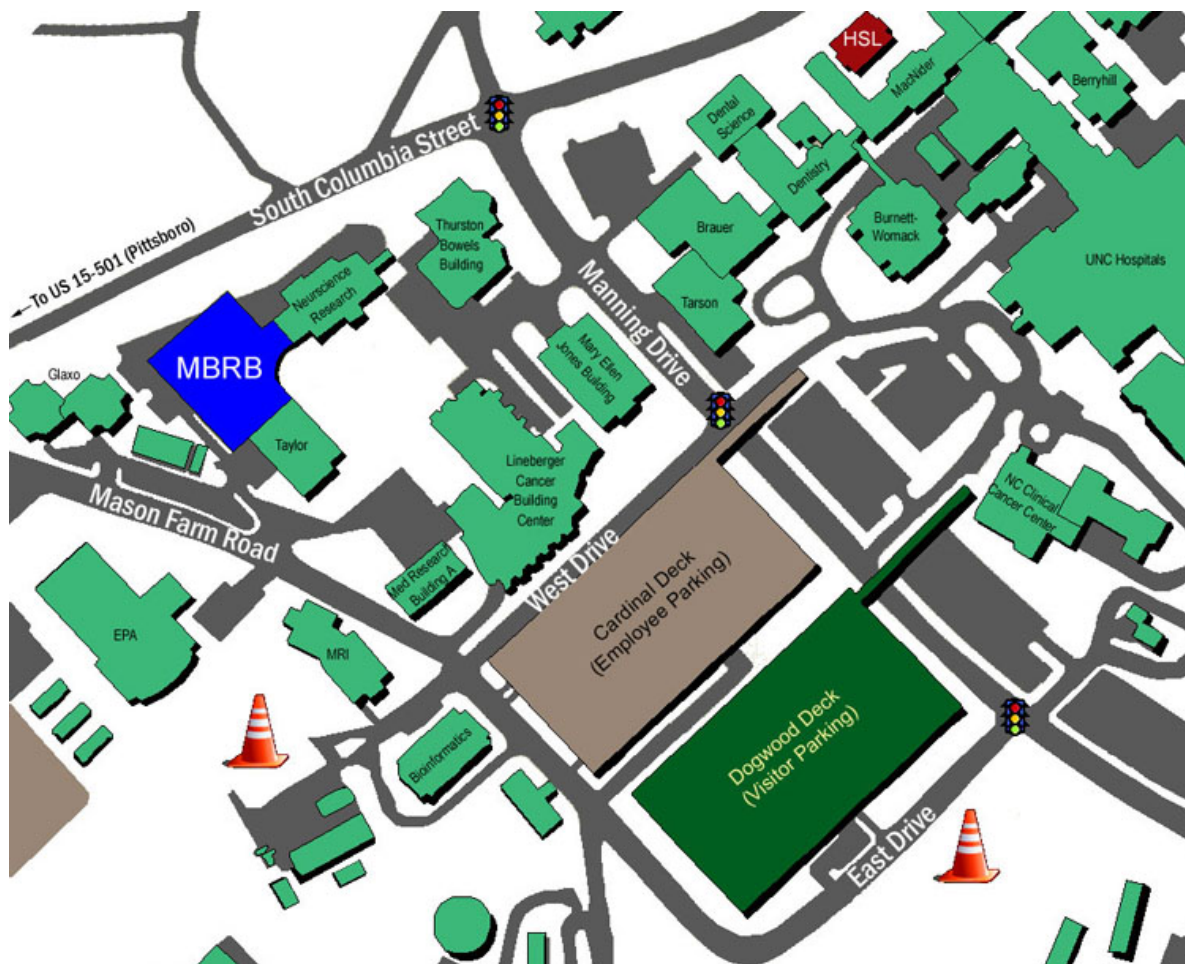 HSL
MacNider
Berryhill
Dental
Science
Dentistry
South Columbia Street
Thurston
Bowels
Building
Brauer
Burnett-
Womack
UNC Hospitals
←To US 15-501 (Pittsboro)
Neurscience
Research
Manning Drive
Tarson
MBRB
Mary Ellen
Jones Building
Glaxo
Taylor
Lineberger
Cancer
Building
Center
NC Clinical
Cancer Center
Mason Farm Road
Med Research
Building A
West Drive
Cardinal Deck
(Employee Parking)
EPA
MRI
Dogwood Deck
(Visitor Parking)
Bioinformatics
East Drive